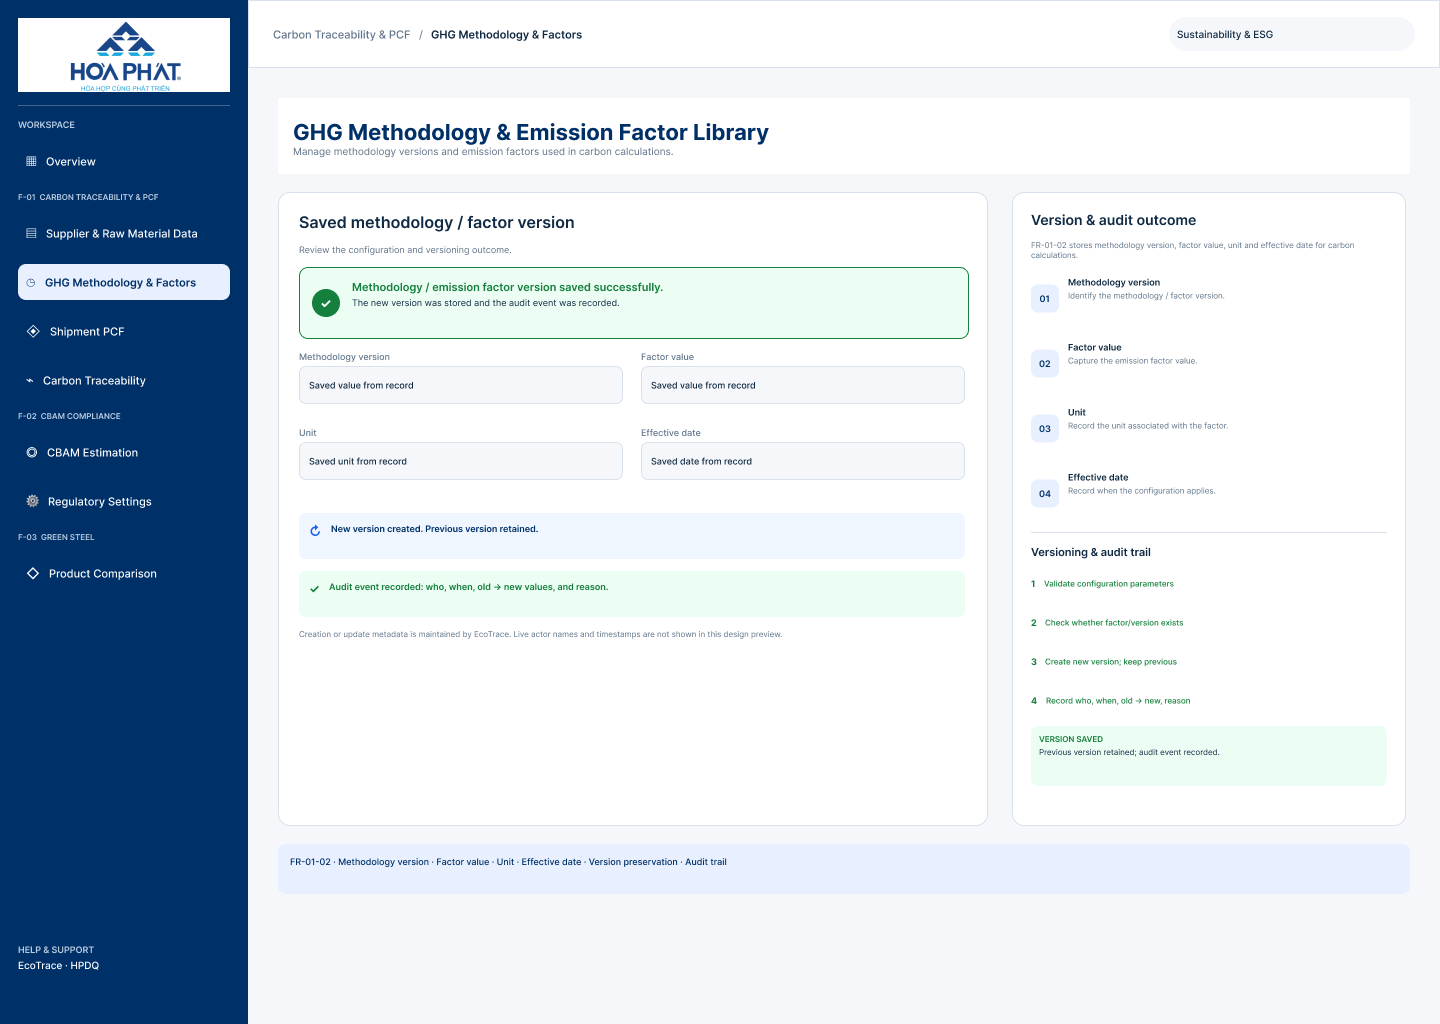 HÒA PHÁT
HÒA HỢP CÙNG PHÁT TRIỂN
WORKSPACE
Overview
F-01 CARBON TRACEABILITY & PCF
Supplier & Raw Material Data
GHG Methodology & Factors
Shipment PCF
Carbon Traceability
F-02 CBAM COMPLIANCE
CBAM Estimation
Regulatory Settings
F-03 GREEN STEEL
Product Comparison
HELP & SUPPORT
EcoTrace · HPDQ
Carbon Traceability & PCF / GHG Methodology & Factors
Sustainability & ESG
GHG Methodology & Emission Factor Library
Manage methodology versions and emission factors used in carbon calculations.
Saved methodology / factor version
Review the configuration and versioning outcome.
Methodology / emission factor version saved successfully.
The new version was stored and the audit event was recorded.
Methodology version
Saved value from record
Factor value
Saved value from record
Unit
Saved unit from record
Effective date
Saved date from record
New version created. Previous version retained.
Audit event recorded: who, when, old → new values, and reason.
Creation or update metadata is maintained by EcoTrace. Live actor names and timestamps are not shown in this design preview.
Version & audit outcome
FR-01-02 stores methodology version, factor value, unit and effective date for carbon
calculations.
01
Methodology version
Identify the methodology / factor version.
02
Factor value
Capture the emission factor value.
03
Unit
Record the unit associated with the factor.
04
Effective date
Record when the configuration applies.
Versioning & audit trail
1 Validate configuration parameters
2 Check whether factor/version exists
3 Create new version; keep previous
4 Record who, when, old → new, reason
VERSION SAVED
Previous version retained; audit event recorded.
FR-01-02 · Methodology version · Factor value · Unit · Effective date · Version preservation · Audit trail